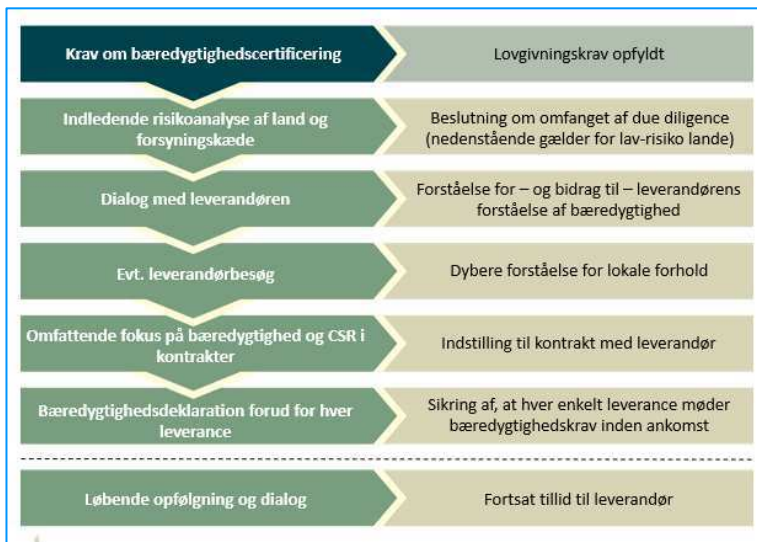 Krav om bæredygtighedscertificering
Lovgivningskrav opfyldt
Indledende risikoanalyse af land og
forsyningskæde
Beslutning om omfanget af due diligence
(nedenstående gælder for lav-risiko lande)
Dialog med leverandøren
Forståelse for – og bidrag til – leverandørens
forståelse af bæredygtighed
Evt. leverandørbesøg
Dybere forståelse for lokale forhold
Omfattende fokus på bæredygtighed og CSR i
kontrakter
Indstilling til kontrakt med leverandør
Bæredygtighedsdeklaration forud for hver
leverance
Sikring af, at hver enkelt leverance møder
bæredygtighedskrav inden ankomst
Løbende opfølgning og dialog
Fortsat tillid til leverandør